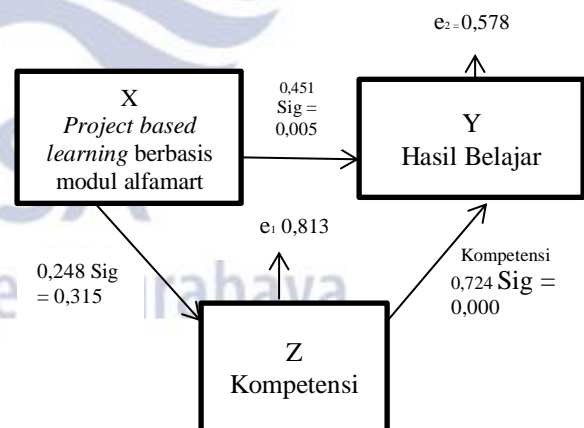 e₂ = 0,578
X
Project based
learning berbasis
modul alfamart
0,451
Sig =
0,005
Y
Hasil Belajar
e₁ 0,813
0,248 Sig
= 0,315
Kompetensi
0,724 Sig =
0,000
Z
Kompetensi